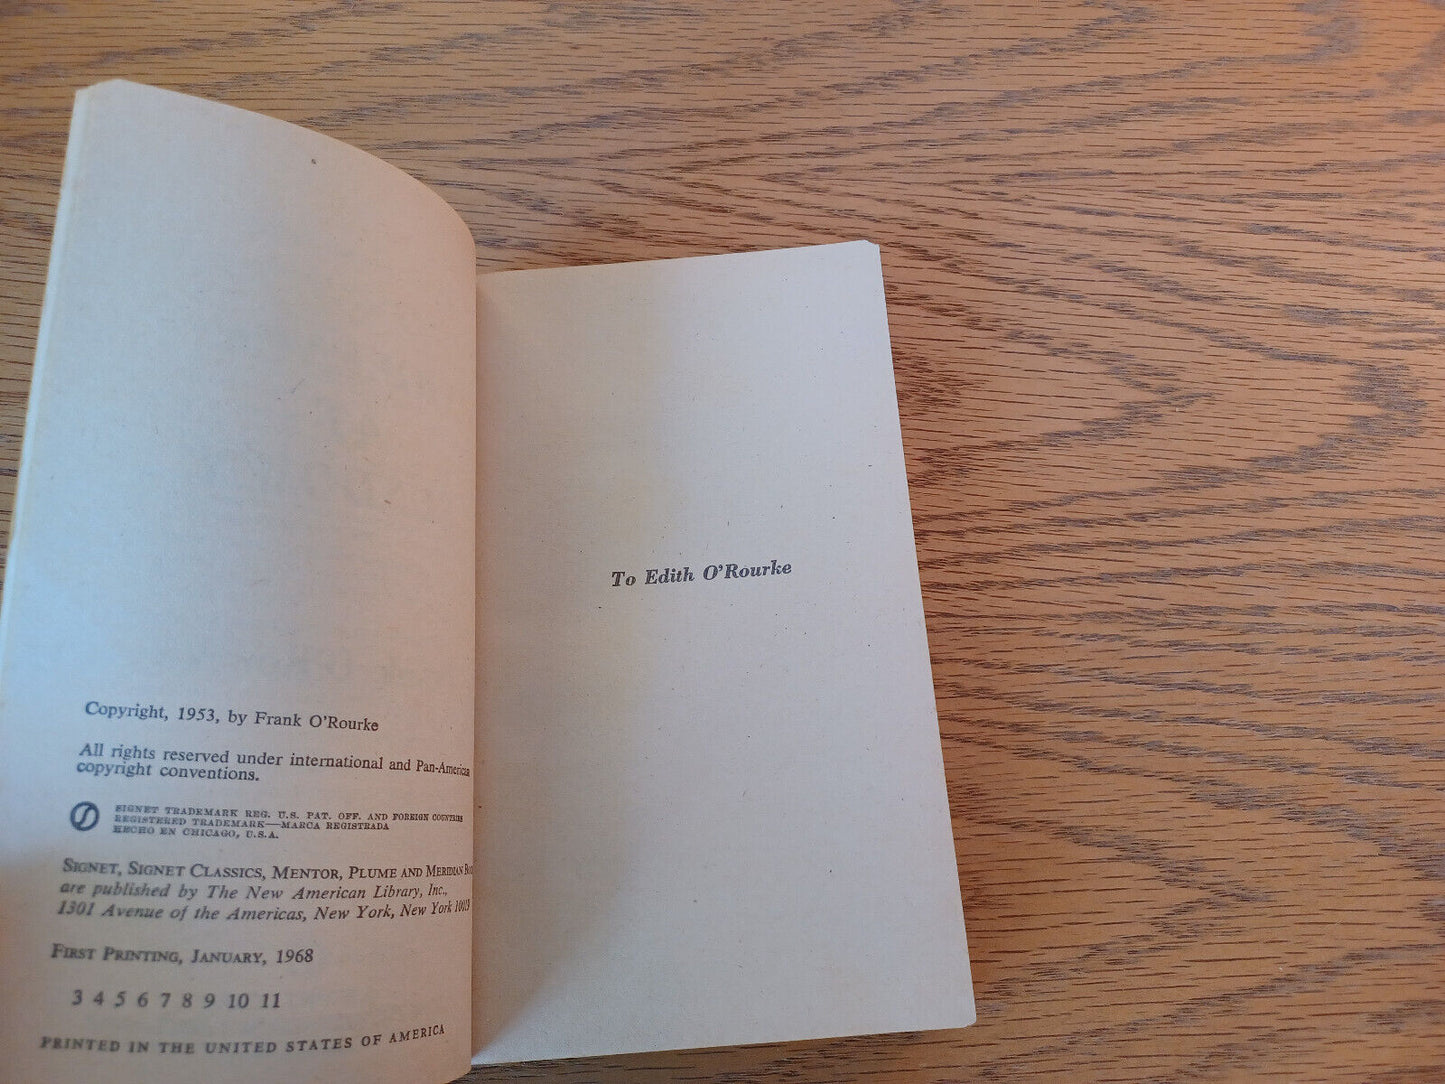 Copyright, 1953, by Frank O'Rourke
All rights reserved under international and Pan-American
copyright conventions.
SIGNET TRADEMARK REG. U.S. PAT. OFF. AND FOREIGN COUNTRIES
REGISTERED TRADEMARK—MARCA REGISTRADA
HECHO EN CHICAGO, U.S.A.
SIGNET, SIGNET CLASSICS, MENTOR, PLUME AND MERIDIAN
are published by The New American Library, Inc.,
1301 Avenue of the Americas, New York, New York 10019
FIRST PRINTING, JANUARY, 1968
3 4 5 6 7 8 9 10 11
PRINTED IN THE UNITED STATES OF AMERICA
To Edith O'Rourke